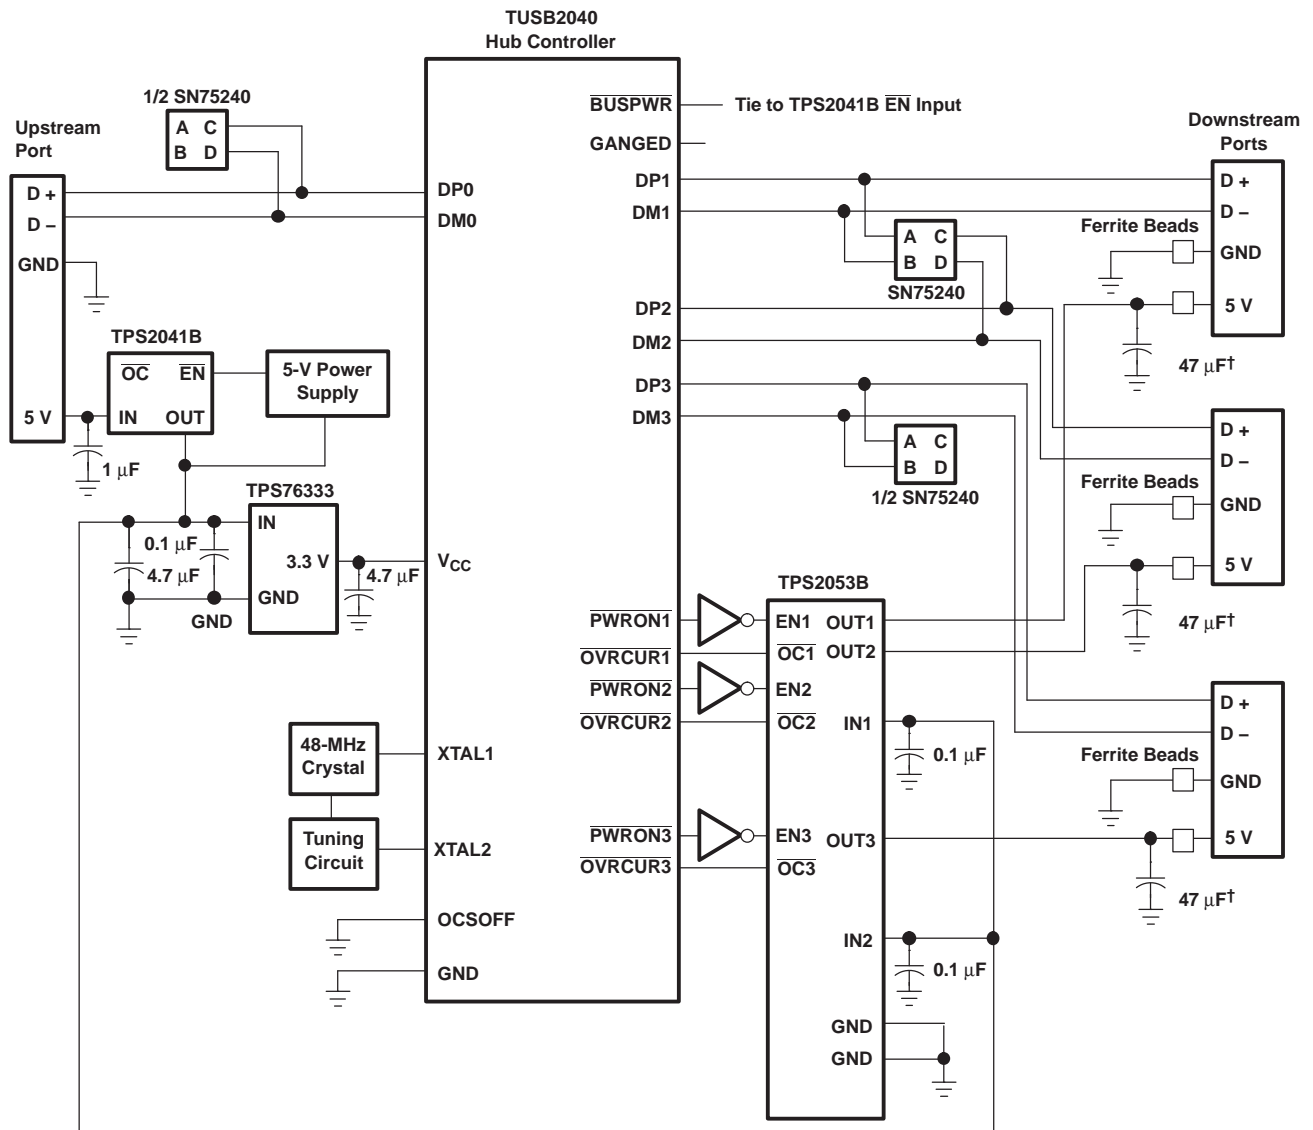 TUSB2040
Hub Controller
1/2 SN75240
A C
B D
Upstream
Port
D +
D –
GND
5 V
DP0
DM0
BUSPWR
Tie to TPS2041B EN Input
GANGED
DP1
DM1
A C
B D
SN75240
DP2
DM2
DP3
DM3
A C
B D
1/2 SN75240
Downstream
Ports
D +
D –
Ferrite Beads
GND
5 V
47 μF†
D +
D –
Ferrite Beads
GND
5 V
47 μF†
D +
D –
Ferrite Beads
GND
5 V
47 μF†
TPS2041B
OC EN
IN OUT
5-V Power
Supply
1 μF
TPS76333
IN
3.3 V
GND
0.1 μF
4.7 μF
GND
4.7 μF
VCC
TPS2053B
PWRON1
EN1
OUT1
OVRCUR1
OC1
OUT2
PWRON2
EN2
OVRCUR2
OC2
IN1
0.1 μF
48-MHz
Crystal
XTAL1
Tuning
Circuit
XTAL2
PWRON3
EN3
OUT3
OVRCUR3
OC3
OCSOFF
GND
IN2
0.1 μF
GND
GND